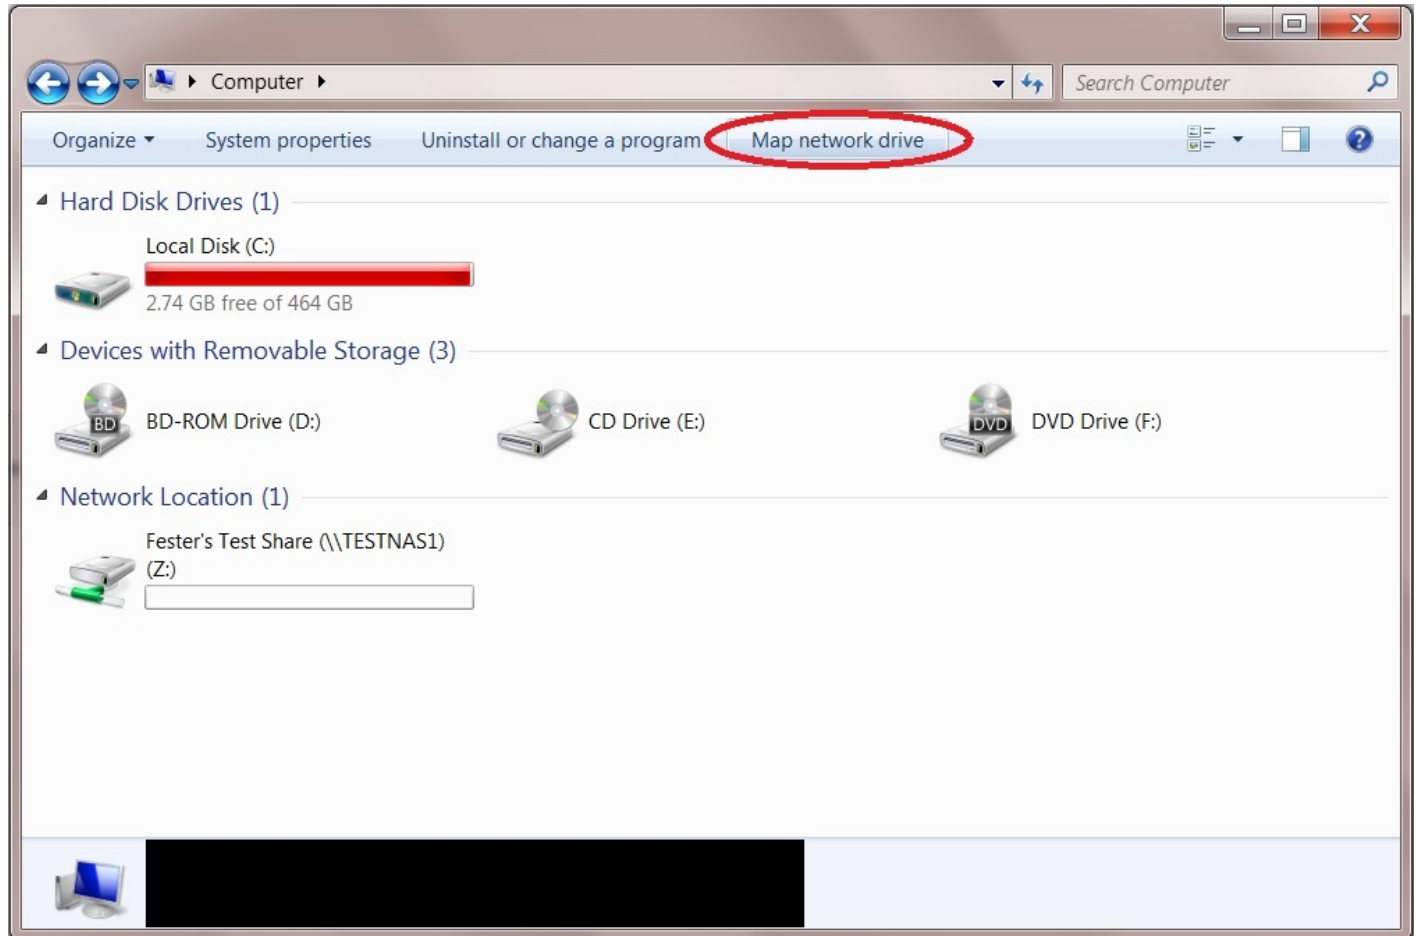 Computer
Search Computer
Organize System properties Uninstall or change a program Map network drive
Hard Disk Drives (1)
Local Disk (C:)
2.74 GB free of 464 GB
Devices with Removable Storage (3)
BD
BD-ROM Drive (D:)
CD Drive (E:)
DVD
DVD Drive (F:)
Network Location (1)
Fester's Test Share (\\TESTNAS1)
(Z:)